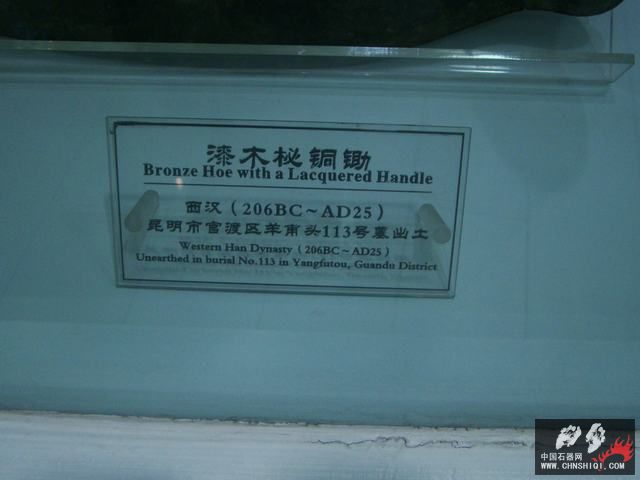 漆木柲铜锄
Bronze Hoe with a Lacquered Handle
西汉（206BC～AD25）
昆明市官渡区羊甫头113号墓出土
Western Han Dynasty（206BC～AD25）
Unearthed in burial No.113 in Yangfutou, Guandu District
中国石器网
WWW.CHNSHIQI.COM